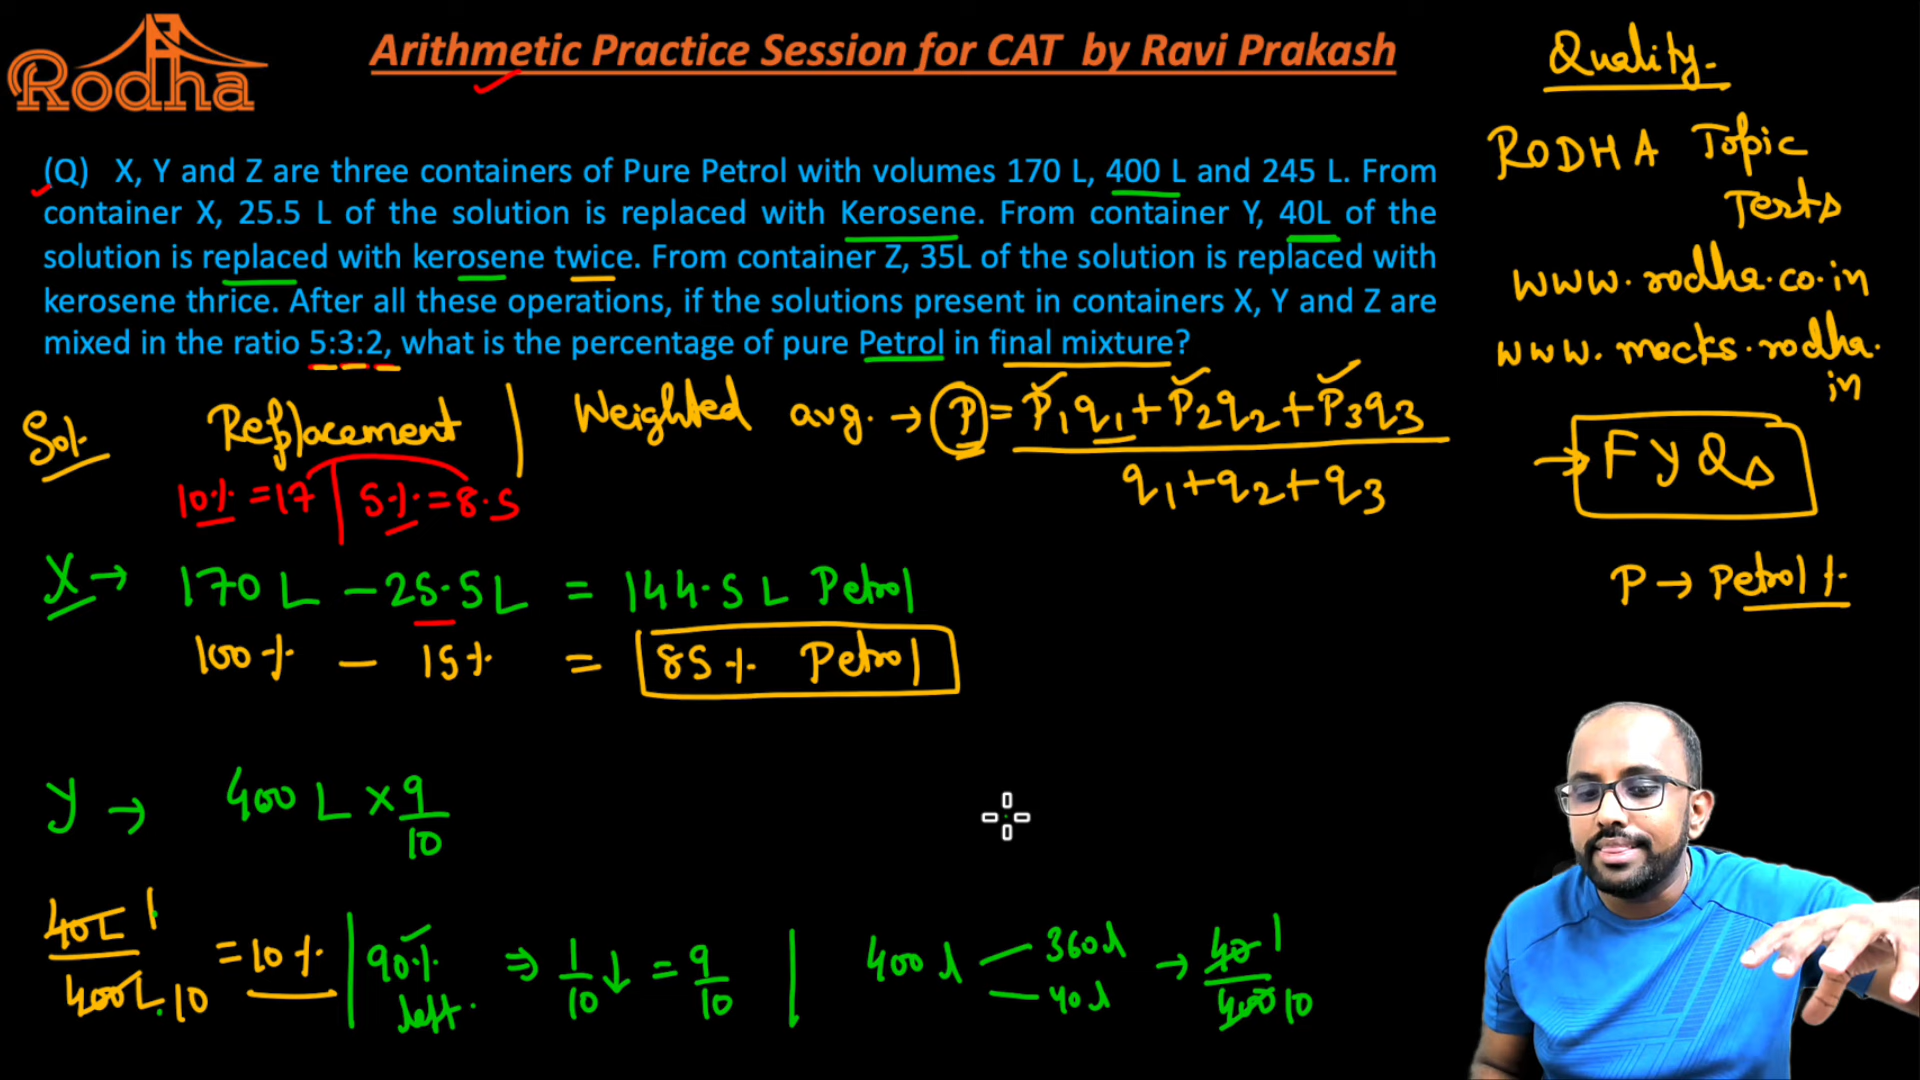 Rodha
Arithmetic Practice Session for CAT by Ravi Prakash
(Q) X, Y and Z are three containers of Pure Petrol with volumes 170 L, 400 L and 245 L. From
container X, 25.5 L of the solution is replaced with Kerosene. From container Y, 40L of the
solution is replaced with kerosene twice. From container Z, 35L of the solution is replaced with
kerosene thrice. After all these operations, if the solutions present in containers X, Y and Z are
mixed in the ratio 5:3:2, what is the percentage of pure Petrol in final mixture?
Quality.
RODHA Topic
Tests
www.rodha.co.in
www.mocks.rodha.
in
→ FYQs
P → Petrol %
Sol. Replacement | Weighted avg. → P = P1q1 + P2q2 + P3q3
q1 + q2 + q3
10% = 17 | 5% = 8.5
X → 170 L - 25.5 L = 144.5 L Petrol
100% - 15% = 85% Petrol
Y → 400 L × 9/10
40L 1
400L 10 = 10% | 90% left. ⇒ 1/10 ↓ = 9/10 | 400 l
360 l
40 l
→ 40 1
400 10